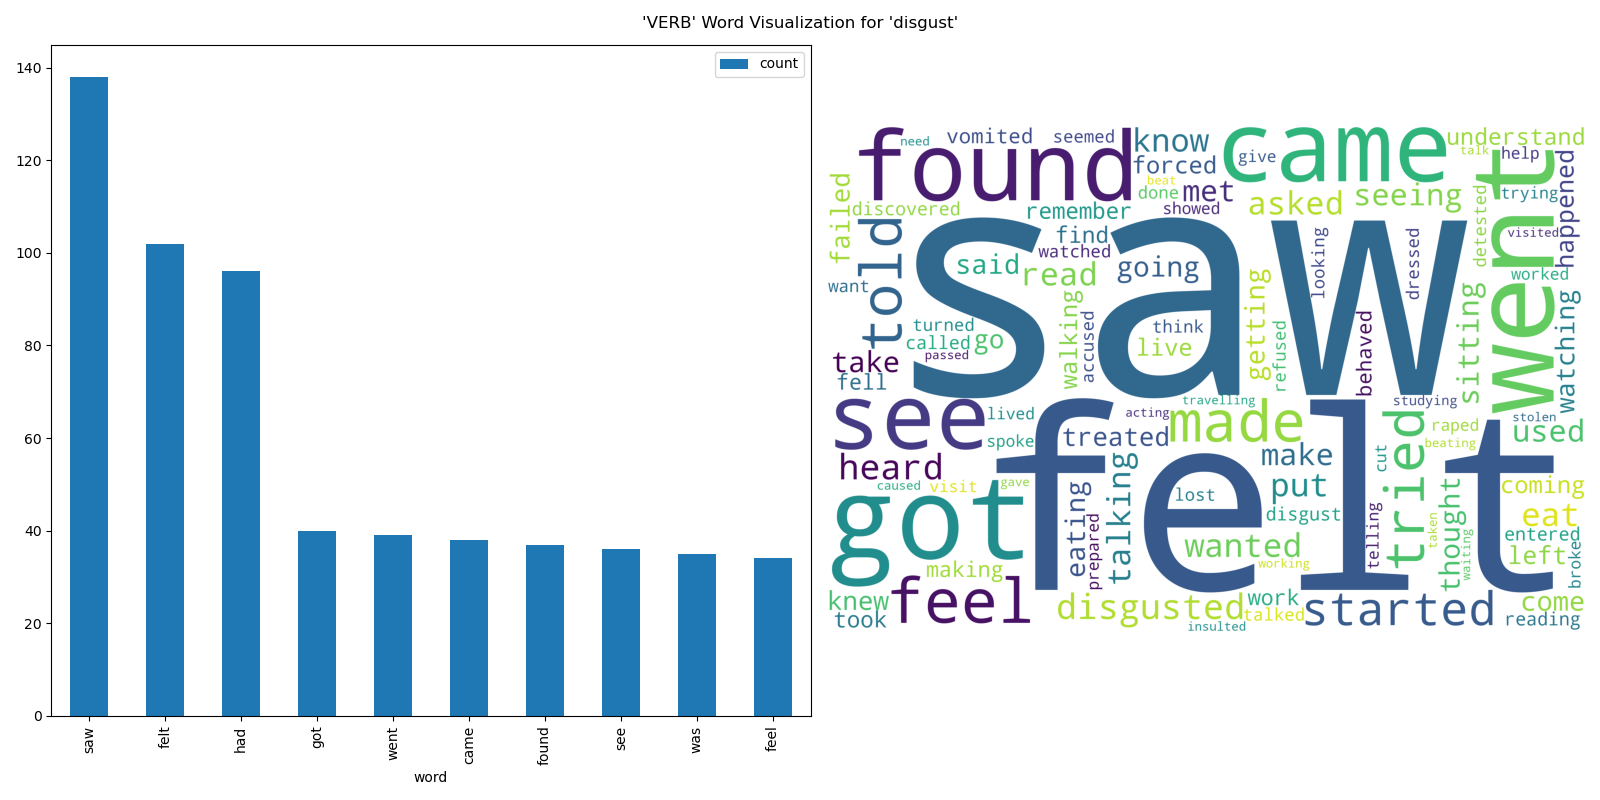 'VERB' Word Visualization for 'disgust'
count
140
120
100
80
60
40
20
0
saw
felt
had
got
went
came
found
see
was
feel
word
found
need
vomited
seemed
know
came
understand
talk
help
forced
give
beat
done
met
seeing
trying
went
failed
discovered
remember
showed
asked
detested
visited
happened
told
find
watched
saw
looking
dressed
said
read
going
worked
want
getting
sitting
watching
turned
walking
accused
think
called
go
live
refused
behaved
passed
take
fell
see
lived
travelling
acting
made
studying
stolen
spoke
treated
tried
raped
used
beating
heard
felt
make
cut
got
caused
visit
gave
talking
eating
lost
put
thought
coming
disgust
eat
prepared
wanted
telling
taken
waiting
entered
left
making
working
broke
feel
knew
took
disgusted
work
talked
insulted
started
come
reading